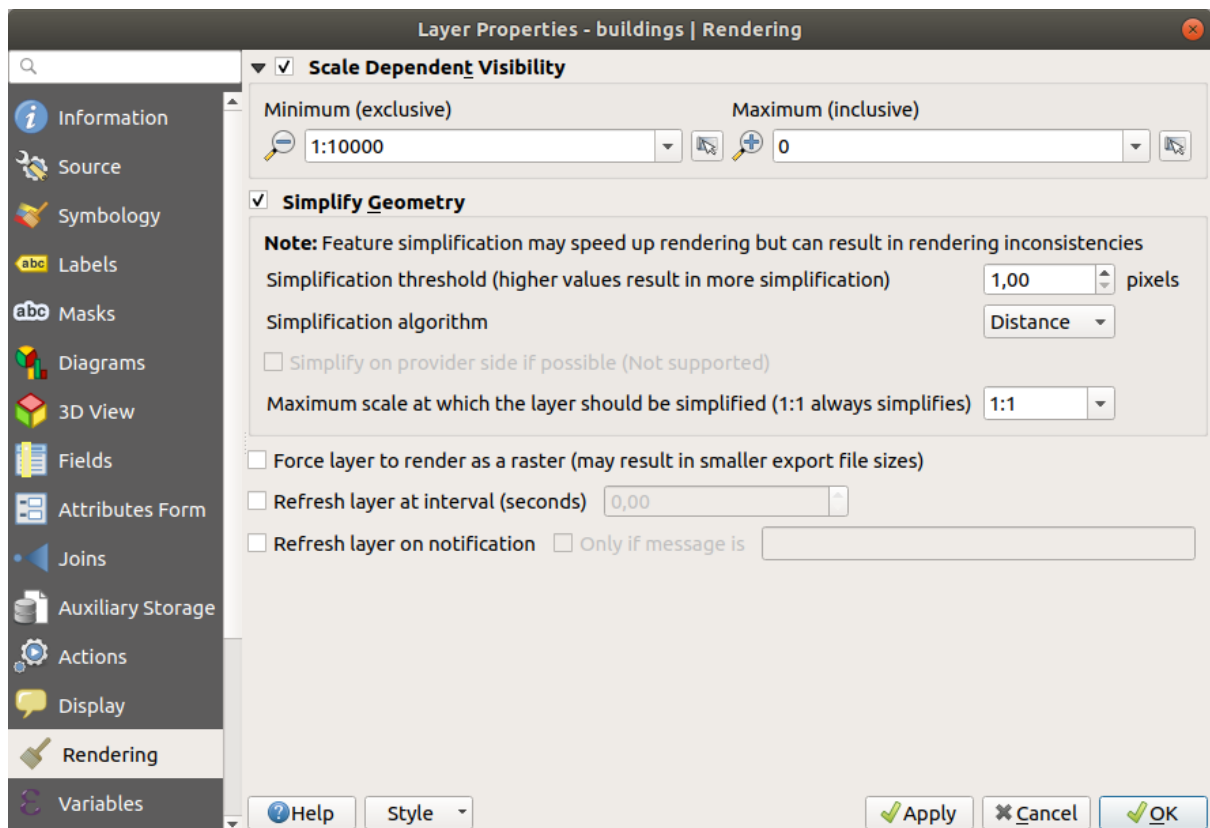 Layer Properties - buildings | Rendering
Information
Source
abc Labels
Symbology
abc Masks
Diagrams
3D View
Fields
Attributes Form
Joins
Auxiliary Storage
Actions
Display
Rendering
Variables
Scale Dependent Visibility
Minimum (exclusive)
Maximum (inclusive)
1:10000
0
Simplify Geometry
Note: Feature simplification may speed up rendering but can result in rendering inconsistencies
Simplification threshold (higher values result in more simplification) 1,00 pixels
Simplification algorithm Distance
Simplify on provider side if possible (Not supported)
Maximum scale at which the layer should be simplified (1:1 always simplifies) 1:1
Force layer to render as a raster (may result in smaller export file sizes)
Refresh layer at interval (seconds) 0,00
Refresh layer on notification Only if message is
Help Style Apply Cancel OK